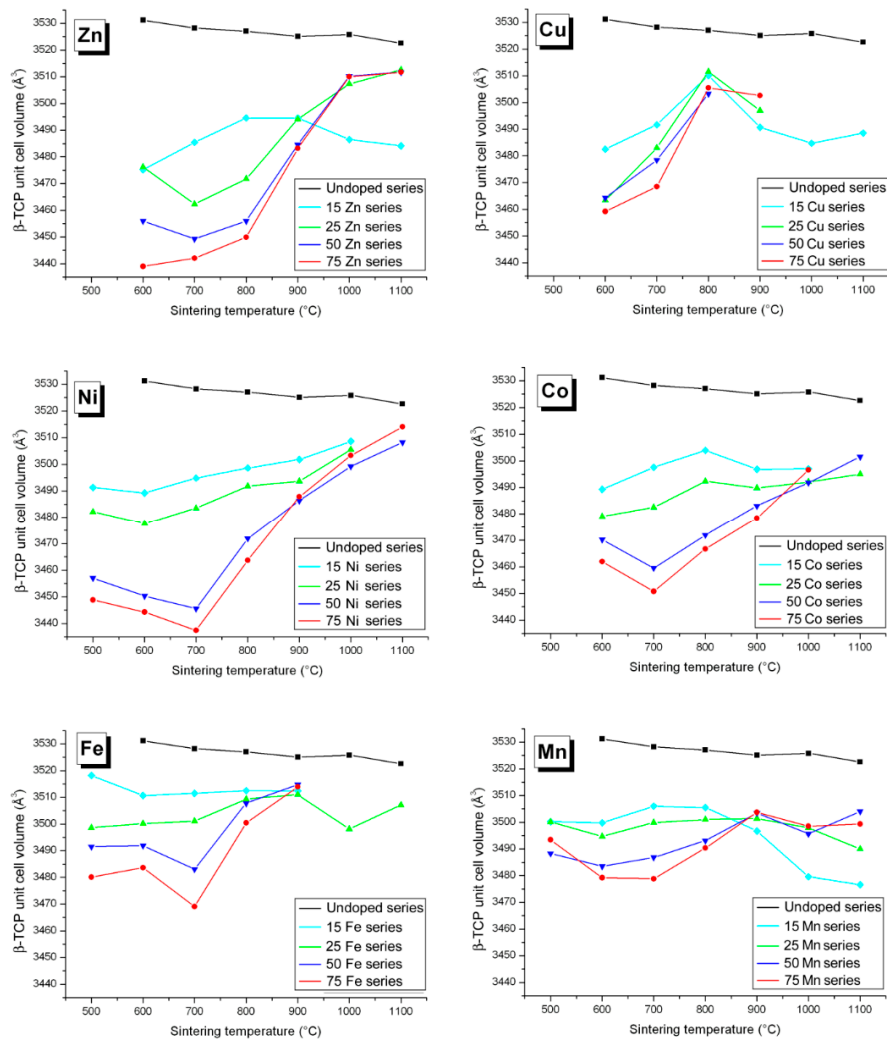 Zn
β-TCP unit cell volume (Å³)
3530
3520
3510
3500
3490
3480
3470
3460
3450
3440
Undoped series
15 Zn series
25 Zn series
50 Zn series
75 Zn series
500 600 700 800 900 1000 1100
Sintering temperature (°C)
Cu
β-TCP unit cell volume (Å³)
3530
3520
3510
3500
3490
3480
3470
3460
3450
3440
Undoped series
15 Cu series
25 Cu series
50 Cu series
75 Cu series
500 600 700 800 900 1000 1100
Sintering temperature (°C)
Ni
β-TCP unit cell volume (Å³)
3530
3520
3510
3500
3490
3480
3470
3460
3450
3440
Undoped series
15 Ni series
25 Ni series
50 Ni series
75 Ni series
500 600 700 800 900 1000 1100
Sintering temperature (°C)
Co
β-TCP unit cell volume (Å³)
3530
3520
3510
3500
3490
3480
3470
3460
3450
3440
Undoped series
15 Co series
25 Co series
50 Co series
75 Co series
500 600 700 800 900 1000 1100
Sintering temperature (°C)
Fe
β-TCP unit cell volume (Å³)
3530
3520
3510
3500
3490
3480
3470
3460
3450
3440
Undoped series
15 Fe series
25 Fe series
50 Fe series
75 Fe series
500 600 700 800 900 1000 1100
Sintering temperature (°C)
Mn
β-TCP unit cell volume (Å³)
3530
3520
3510
3500
3490
3480
3470
3460
3450
3440
Undoped series
15 Mn series
25 Mn series
50 Mn series
75 Mn series
500 600 700 800 900 1000 1100
Sintering temperature (°C)